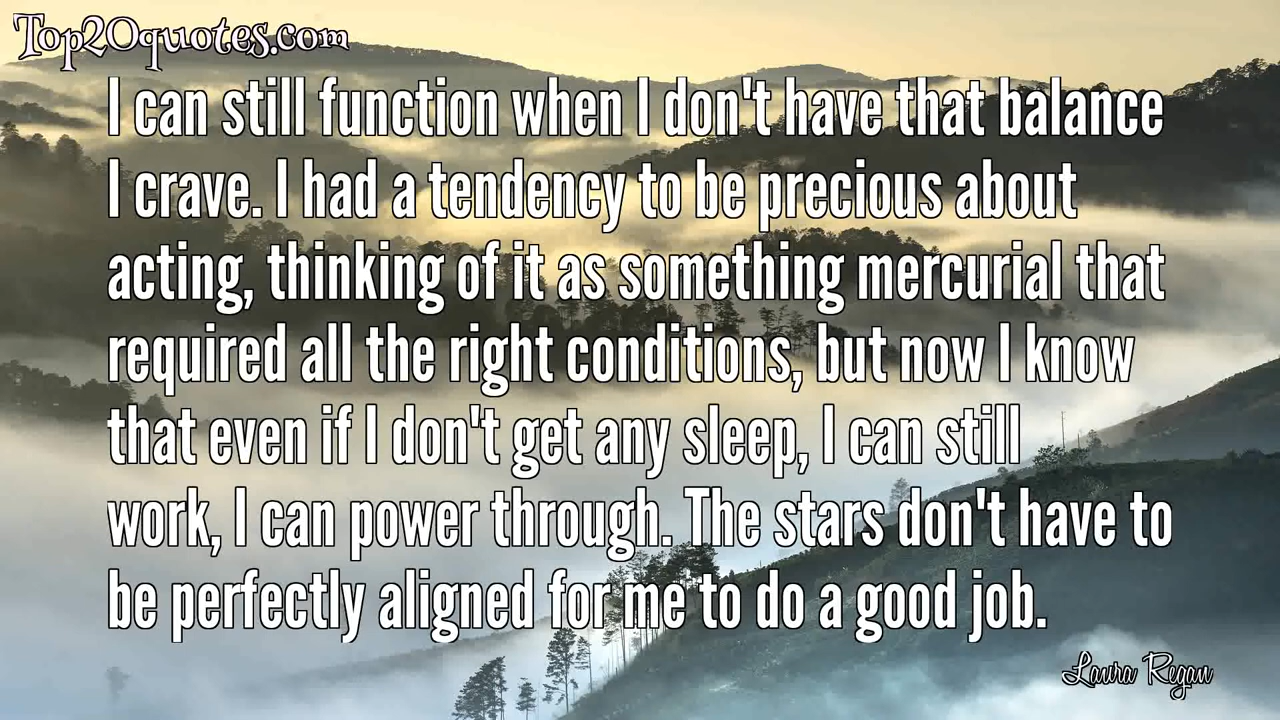 Top20quotes.com
I can still function when I don't have that balance
I crave. I had a tendency to be precious about
acting, thinking of it as something mercurial that
required all the right conditions, but now I know
that even if I don't get any sleep, I can still
work, I can power through. The stars don't have to
be perfectly aligned for me to do a good job.
Laura Regan